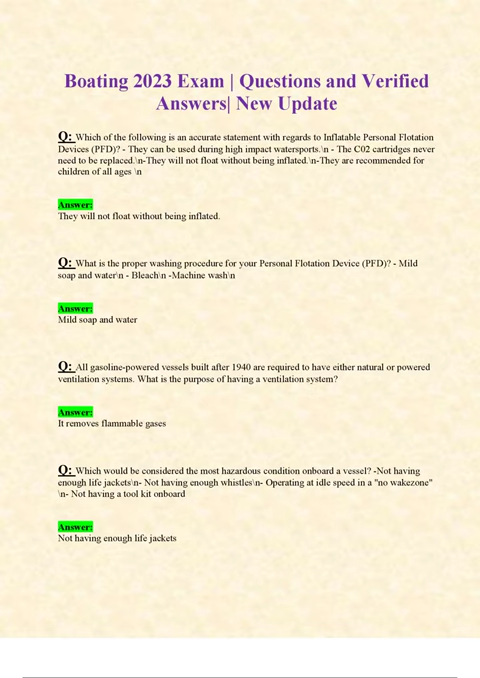 Boating 2023 Exam | Questions and Verified
Answers| New Update
Q: Which of the following is an accurate statement with regards to Inflatable Personal Flotation
Devices (PFD)? - They can be used during high impact watersports.\n - The C02 cartridges never
need to be replaced.\n-They will not float without being inflated.\n-They are recommended for
children of all ages \n
Answer:
They will not float without being inflated.
Q: What is the proper washing procedure for your Personal Flotation Device (PFD)? - Mild
soap and water\n - Bleach\n -Machine wash\n
Answer:
Mild soap and water
Q: All gasoline-powered vessels built after 1940 are required to have either natural or powered
ventilation systems. What is the purpose of having a ventilation system?
Answer:
It removes flammable gases
Q: Which would be considered the most hazardous condition onboard a vessel? -Not having
enough life jackets\n- Not having enough whistles\n- Operating at idle speed in a "no wakezone"
\n- Not having a tool kit onboard
Answer:
Not having enough life jackets